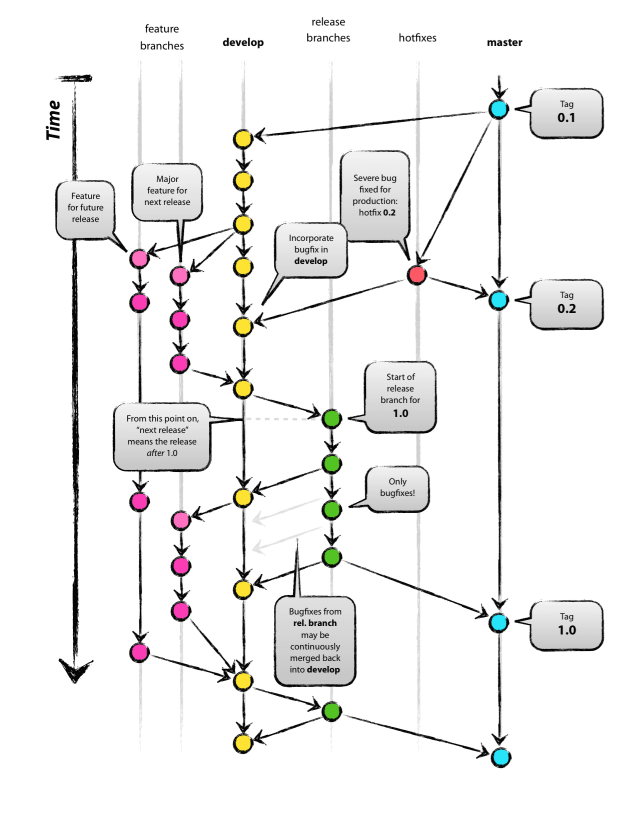 feature
branches
develop
release
branches
hotfixes
master
Time
Tag
0.1
Feature
for future
release
Major
feature for
next release
Severe bug
fixed for
production:
hotfix 0.2
Incorporate
bugfix in
develop
Tag
0.2
Start of
release
branch for
1.0
From this point on,
"next release"
means the release
after 1.0
Only
bugfixes!
Bugfixes from
rel. branch
may be
continuously
merged back
into develop
Tag
1.0